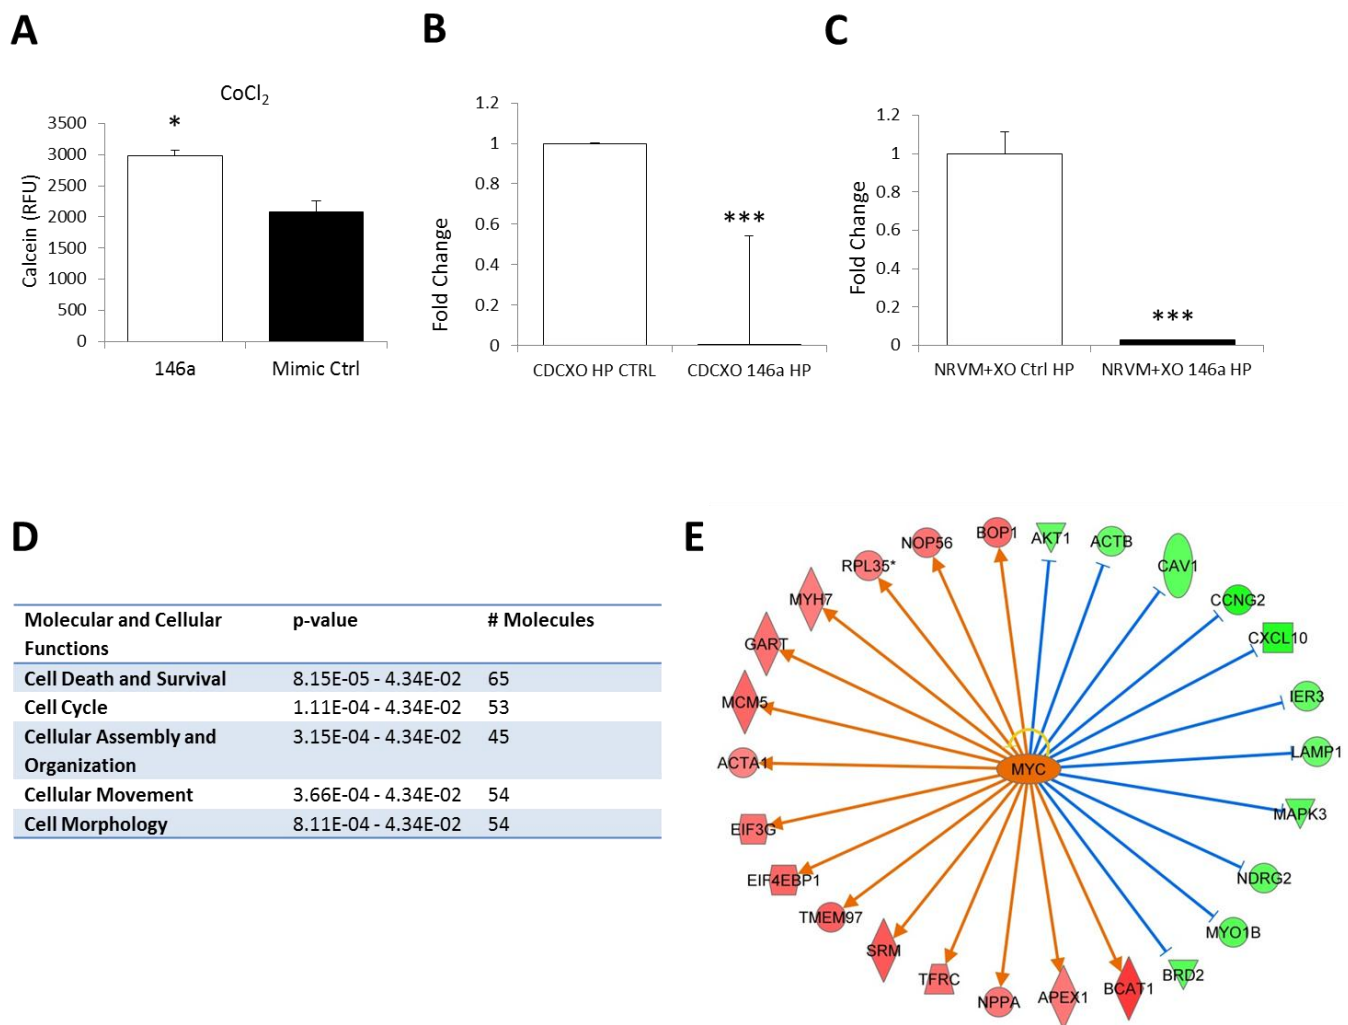 A
B
C
CoCl2
*
Calcein (RFU)
3500
3000
2500
2000
1500
1000
500
0
146a
Mimic Ctrl
Fold Change
1.2
1
0.8
0.6
0.4
0.2
0
***
CDCXO HP CTRL
CDCXO 146a HP
Fold Change
1.2
1
0.8
0.6
0.4
0.2
0
***
NRVM+XO Ctrl HP
NRVM+XO 146a HP
D
Molecular and Cellular Functions p-value # Molecules
Cell Death and Survival 8.15E-05 - 4.34E-02 65
Cell Cycle 1.11E-04 - 4.34E-02 53
Cellular Assembly and Organization 3.15E-04 - 4.34E-02 45
Cellular Movement 3.66E-04 - 4.34E-02 54
Cell Morphology 8.11E-04 - 4.34E-02 54
E
BOP1
AKT1
ACTB
CAV1
CCNG2
CXCL10
IER3
LAMP1
MAPK3
NDRG2
MYO1B
BRD2
BCAT1
APEX1
NPPA
TFRC
SRM
TMEM97
EIF4EBP1
EIF3G
ACTA1
MCM5
GART
MYH7
RPL35*
NOP56
MYC